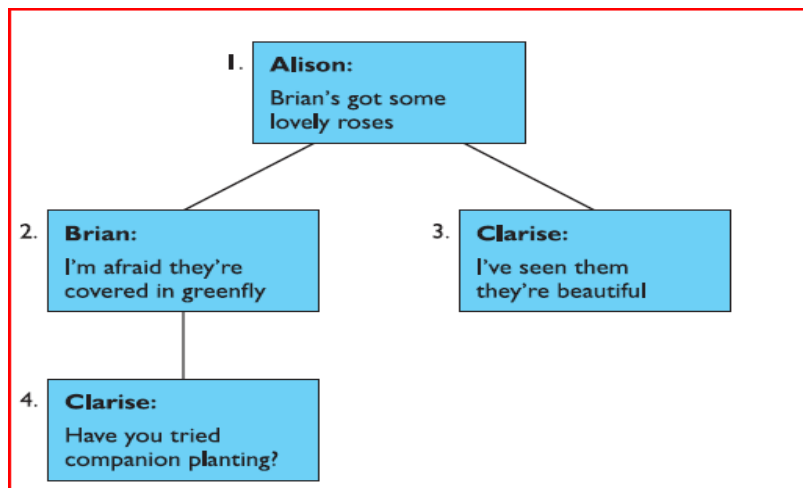 1. Alison:
Brian's got some
lovely roses
2. Brian:
I'm afraid they're
covered in greenfly
3. Clarise:
I've seen them
they're beautiful
4. Clarise:
Have you tried
companion planting?